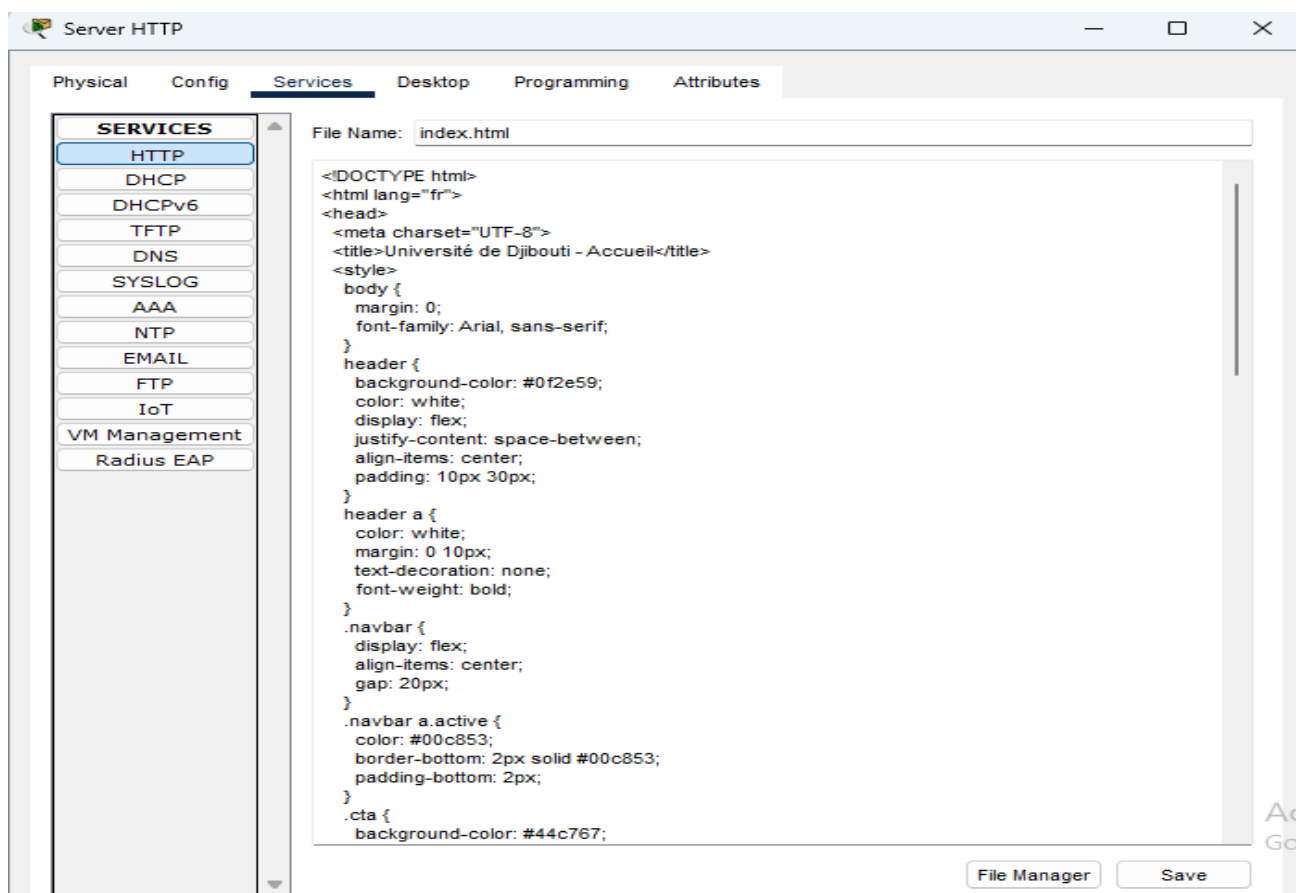 Server HTTP
Physical Config Services Desktop Programming Attributes
SERVICES
HTTP
DHCP
DHCPv6
TFTP
DNS
SYSLOG
AAA
NTP
EMAIL
FTP
IoT
VM Management
Radius EAP
File Name: index.html
<!DOCTYPE html>
<html lang="fr">
<head>
<meta charset="UTF-8">
<title>Université de Djibouti - Accueil</title>
<style>
body {
margin: 0;
font-family: Arial, sans-serif;
}
header {
background-color: #0f2e59;
color: white;
display: flex;
justify-content: space-between;
align-items: center;
padding: 10px 30px;
}
header a {
color: white;
margin: 0 10px;
text-decoration: none;
font-weight: bold;
}
.navbar {
display: flex;
align-items: center;
gap: 20px;
}
.navbar a.active {
color: #00c853;
border-bottom: 2px solid #00c853;
padding-bottom: 2px;
}
.cta {
background-color: #44c767;
File Manager Save